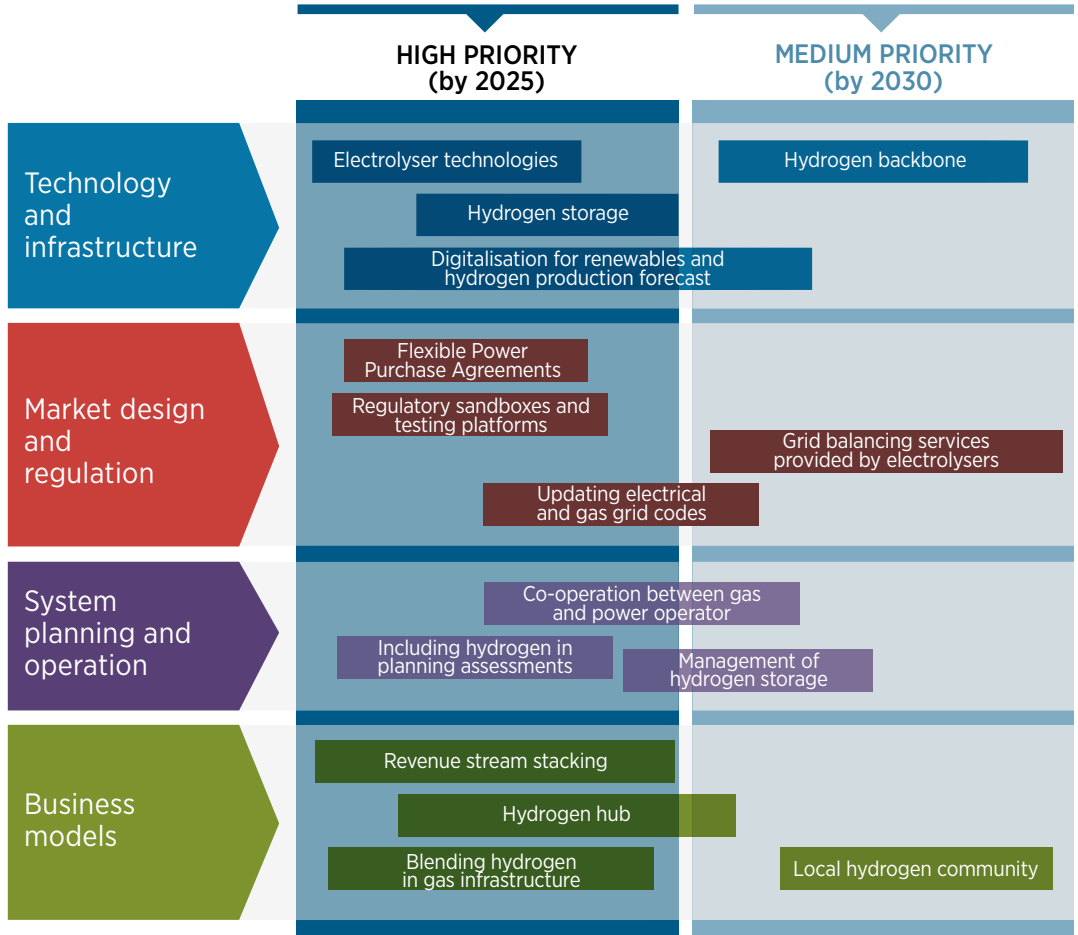 HIGH PRIORITY
(by 2025)
MEDIUM PRIORITY
(by 2030)
Technology
and
infrastructure
Electrolyser technologies
Hydrogen backbone
Hydrogen storage
Digitalisation for renewables and
hydrogen production forecast
Market design
and
regulation
Flexible Power
Purchase Agreements
Regulatory sandboxes and
testing platforms
Grid balancing services
provided by electrolysers
Updating electrical
and gas grid codes
System
planning and
operation
Co-operation between gas
and power operator
Including hydrogen in
planning assessments
Management of
hydrogen storage
Business
models
Revenue stream stacking
Hydrogen hub
Blending hydrogen
in gas infrastructure
Local hydrogen community